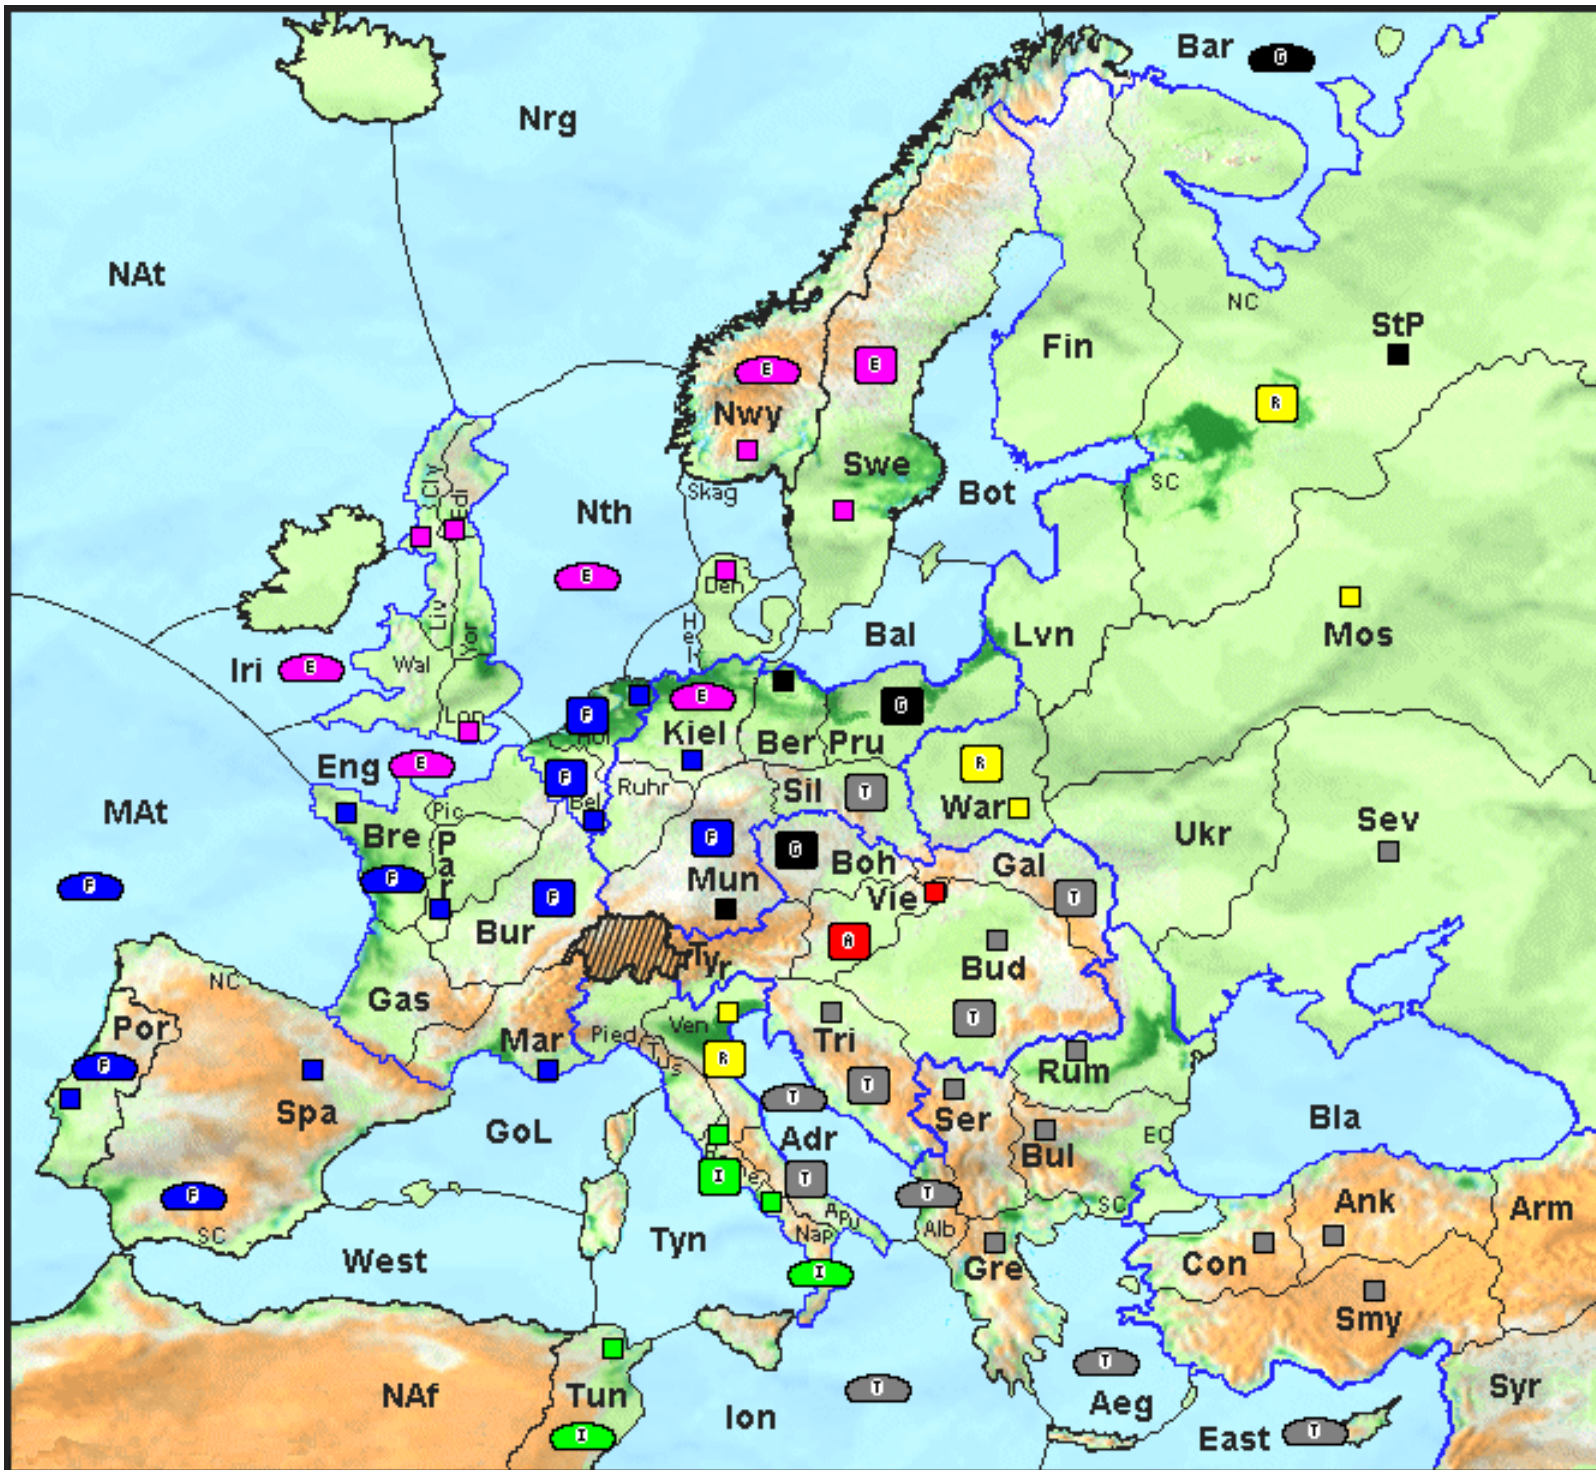 Bar
G
Nrg
NAt
NC
StP
Fin
E
E
R
Nwy
Cly
Edi
Swe
SC
Skag
Bot
Nth
E
Den
Liv
Yor
Hel
Bal
Lvn
Mos
Iri
E
Wal
E
G
F
Lon
Hol
Kiel
Ber
Pru
Eng
E
F
R
Bel
Ruhr
Sil
T
War
MAt
Pic
Bre
Par
Sev
Ukr
F
G
Boh
Gal
F
F
Mun
Vie
T
F
Bur
A
Tyr
Bud
NC
Gas
Por
Ven
T
Mar
Pied
Tri
F
Tus
R
Rum
T
Spa
Ser
T
GoL
Adr
Bla
EC
Bul
F
I
T
T
Ank
SC
SC
Apu
Alb
Arm
Tyn
Nap
West
Con
Gre
I
Smy
T
NAf
Tun
T
Aeg
Syr
Ion
I
East
T